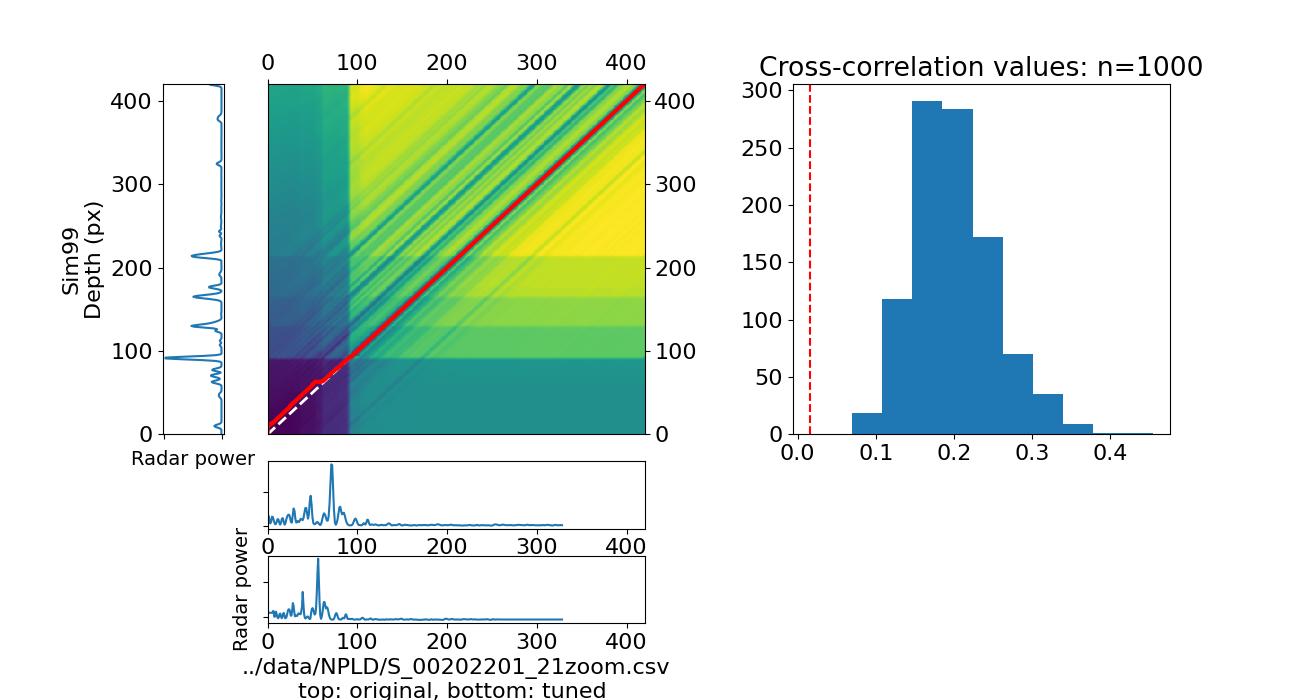 0 100 200 300 400
Cross-correlation values: n=1000
Sim99
Depth (px)
400
300
200
100
0
400
300
200
100
0
300
250
200
150
100
50
0
0.0 0.1 0.2 0.3 0.4
Radar power
0 100 200 300 400
Radar power
0 100 200 300 400
../data/NPLD/S_00202201_21zoom.csv
top: original, bottom: tuned